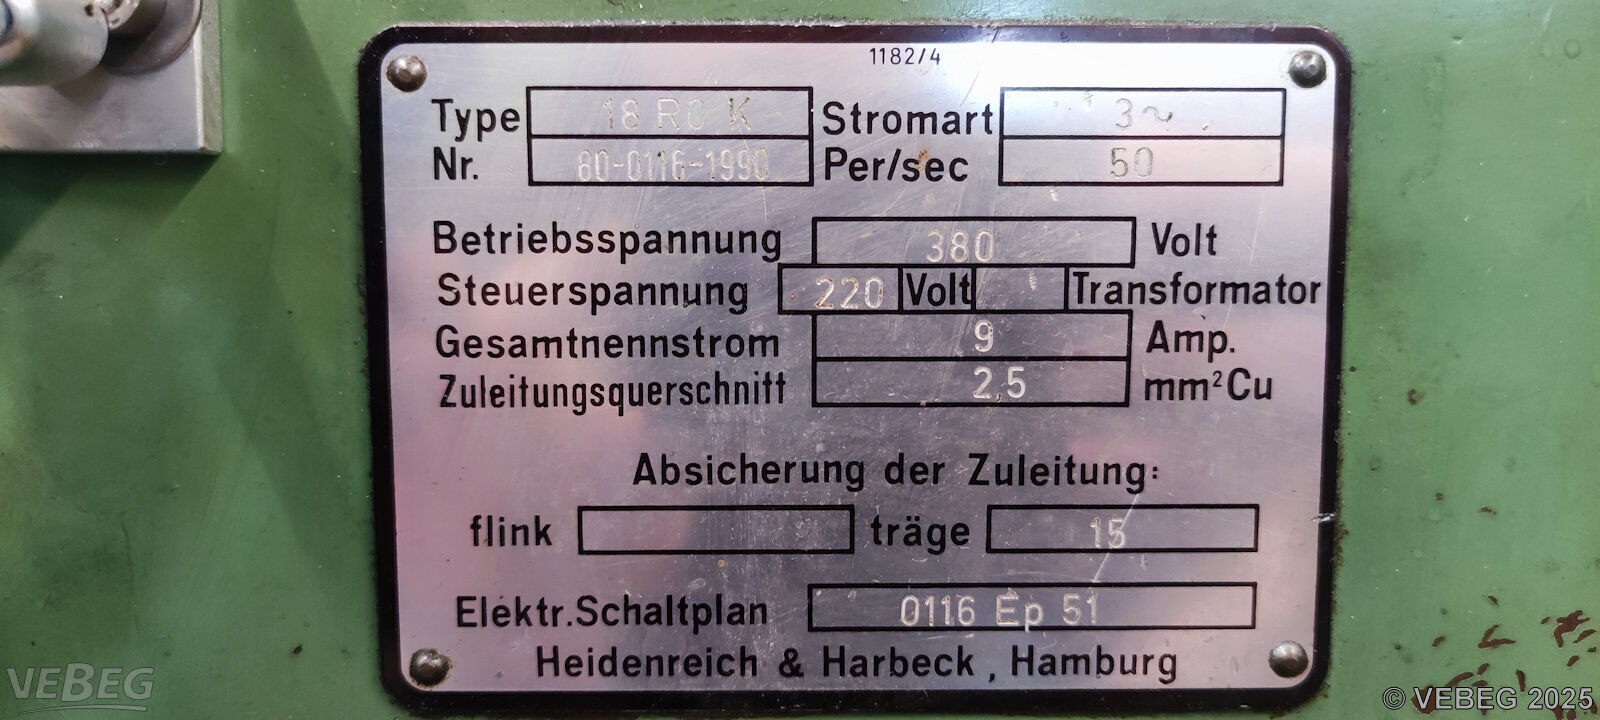 1182/4
Type 18 RO K Stromart 3~
Nr. 80-0116-1990 Per/sec 50
Betriebsspannung 380 Volt
Steuerspannung 220 Volt Transformator
Gesamtnennstrom 9 Amp.
Zuleitungsquerschnitt 2,5 mm²Cu
Absicherung der Zuleitung:
flink träge 15
Elektr.Schaltplan 0116 Ep 51
Heidenreich & Harbeck, Hamburg
VEBEG
© VEBEG 2025